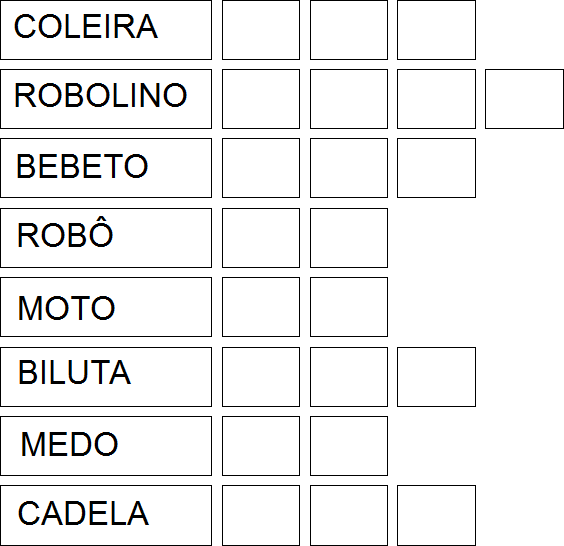 COLEIRA
ROBOLINO
BEBETO
ROBÔ
MOTO
BILUTA
MEDO
CADELA